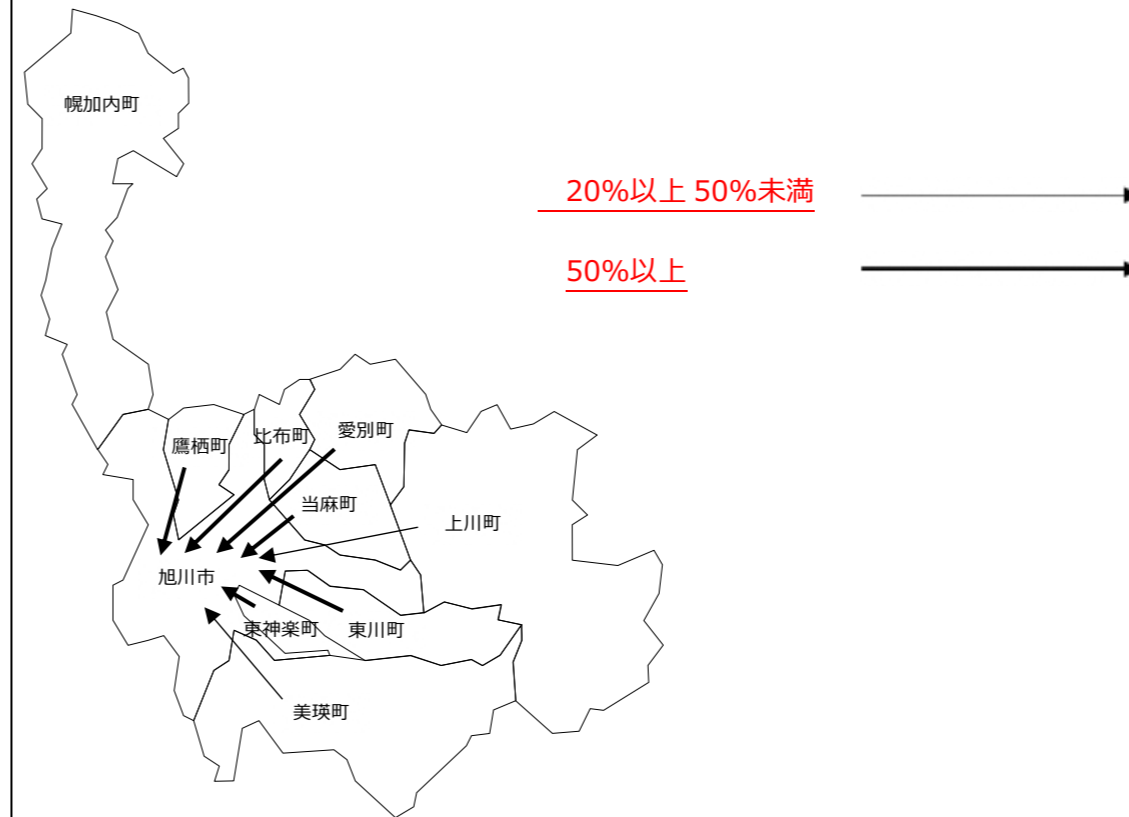 幌加内町
20%以上 50%未満
50%以上
鷹栖町
比布町
愛別町
当麻町
上川町
旭川市
東神楽町
東川町
美瑛町